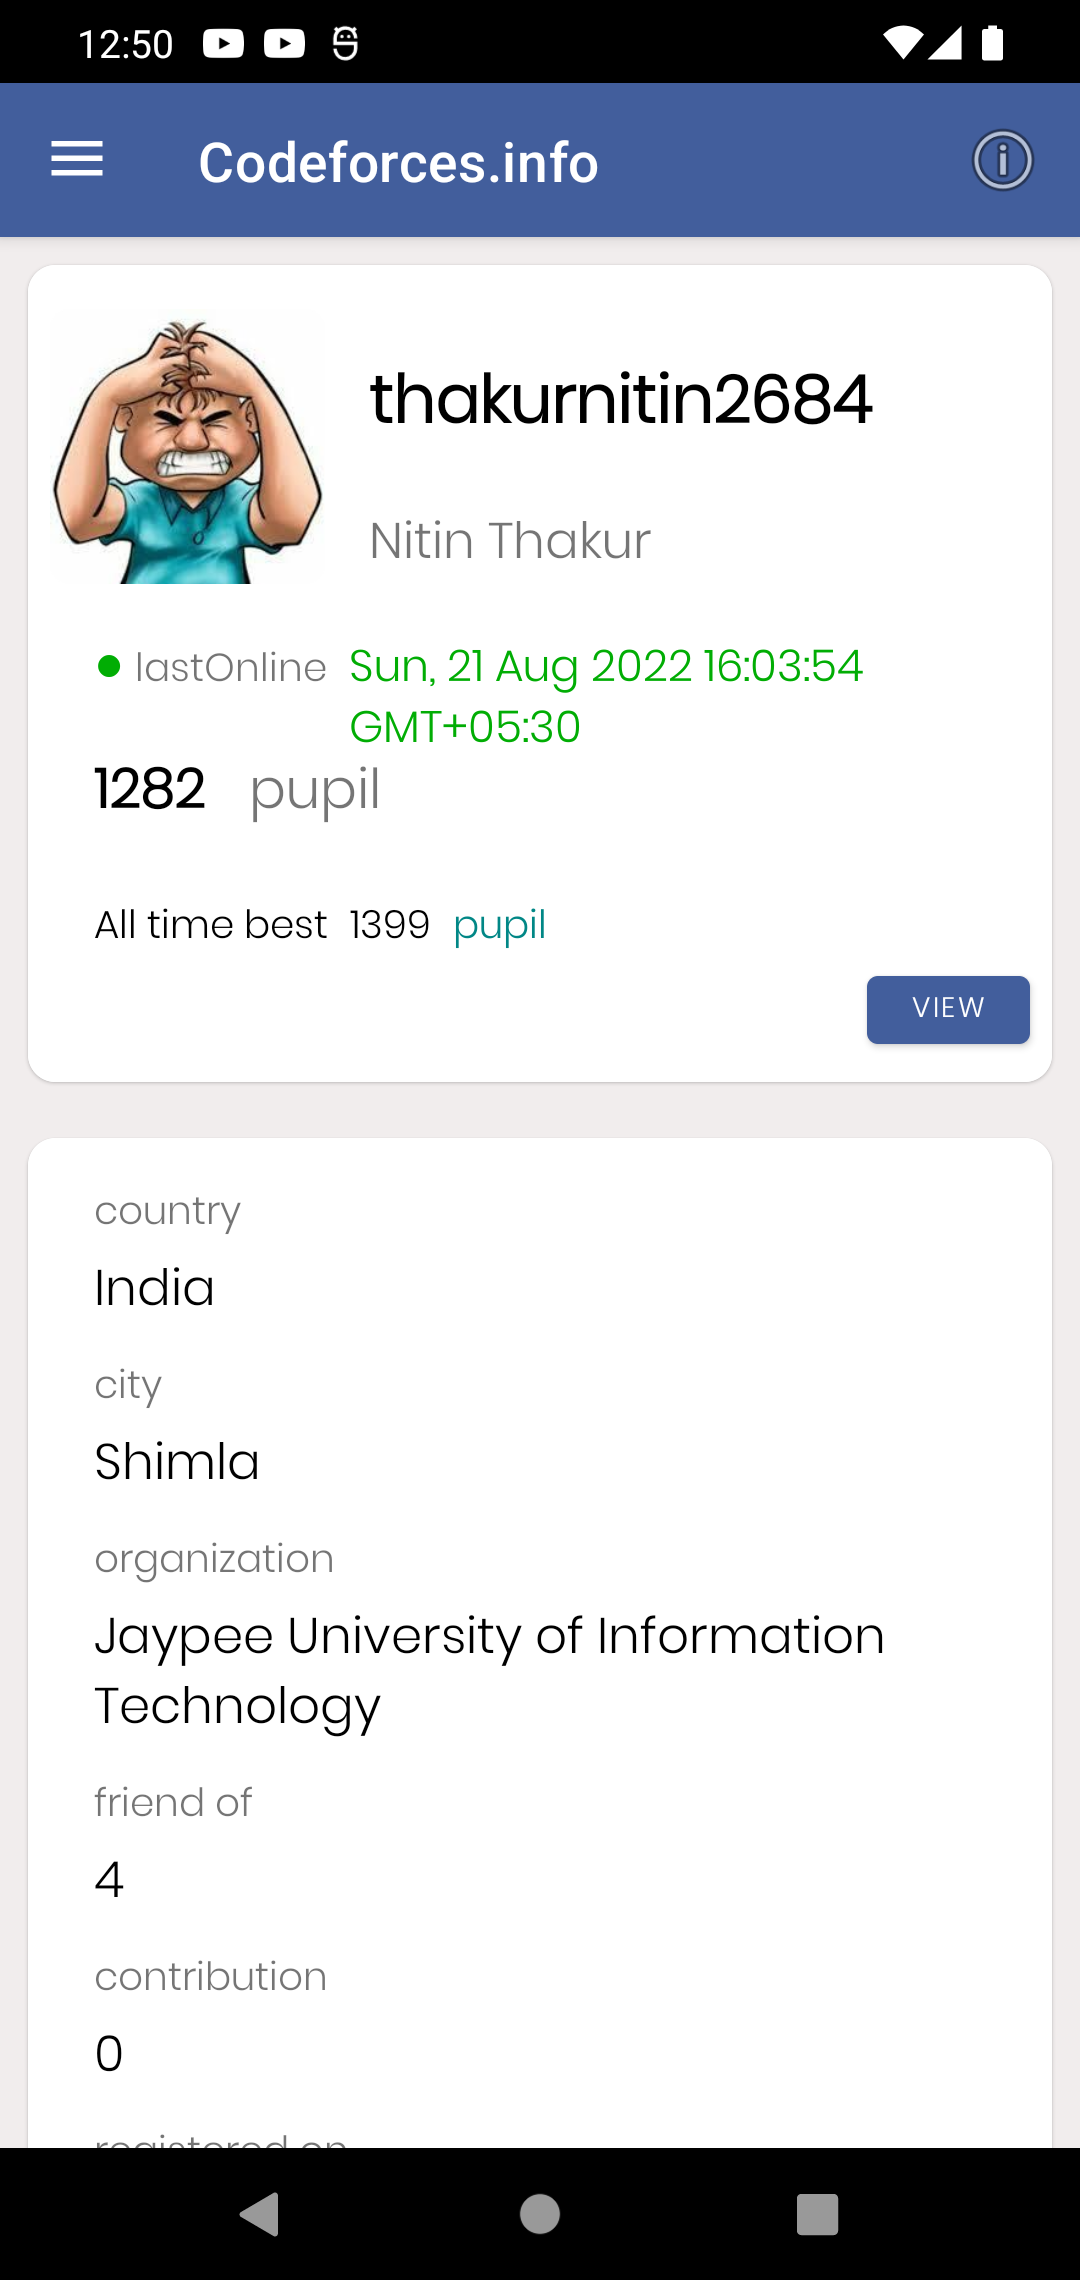 12:50
Codeforces.info
thakurnitin2684
Nitin Thakur
lastOnline Sun, 21 Aug 2022 16:03:54
GMT+05:30
1282 pupil
All time best 1399 pupil
VIEW
country
India
city
Shimla
organization
Jaypee University of Information
Technology
friend of
4
contribution
0
registered on